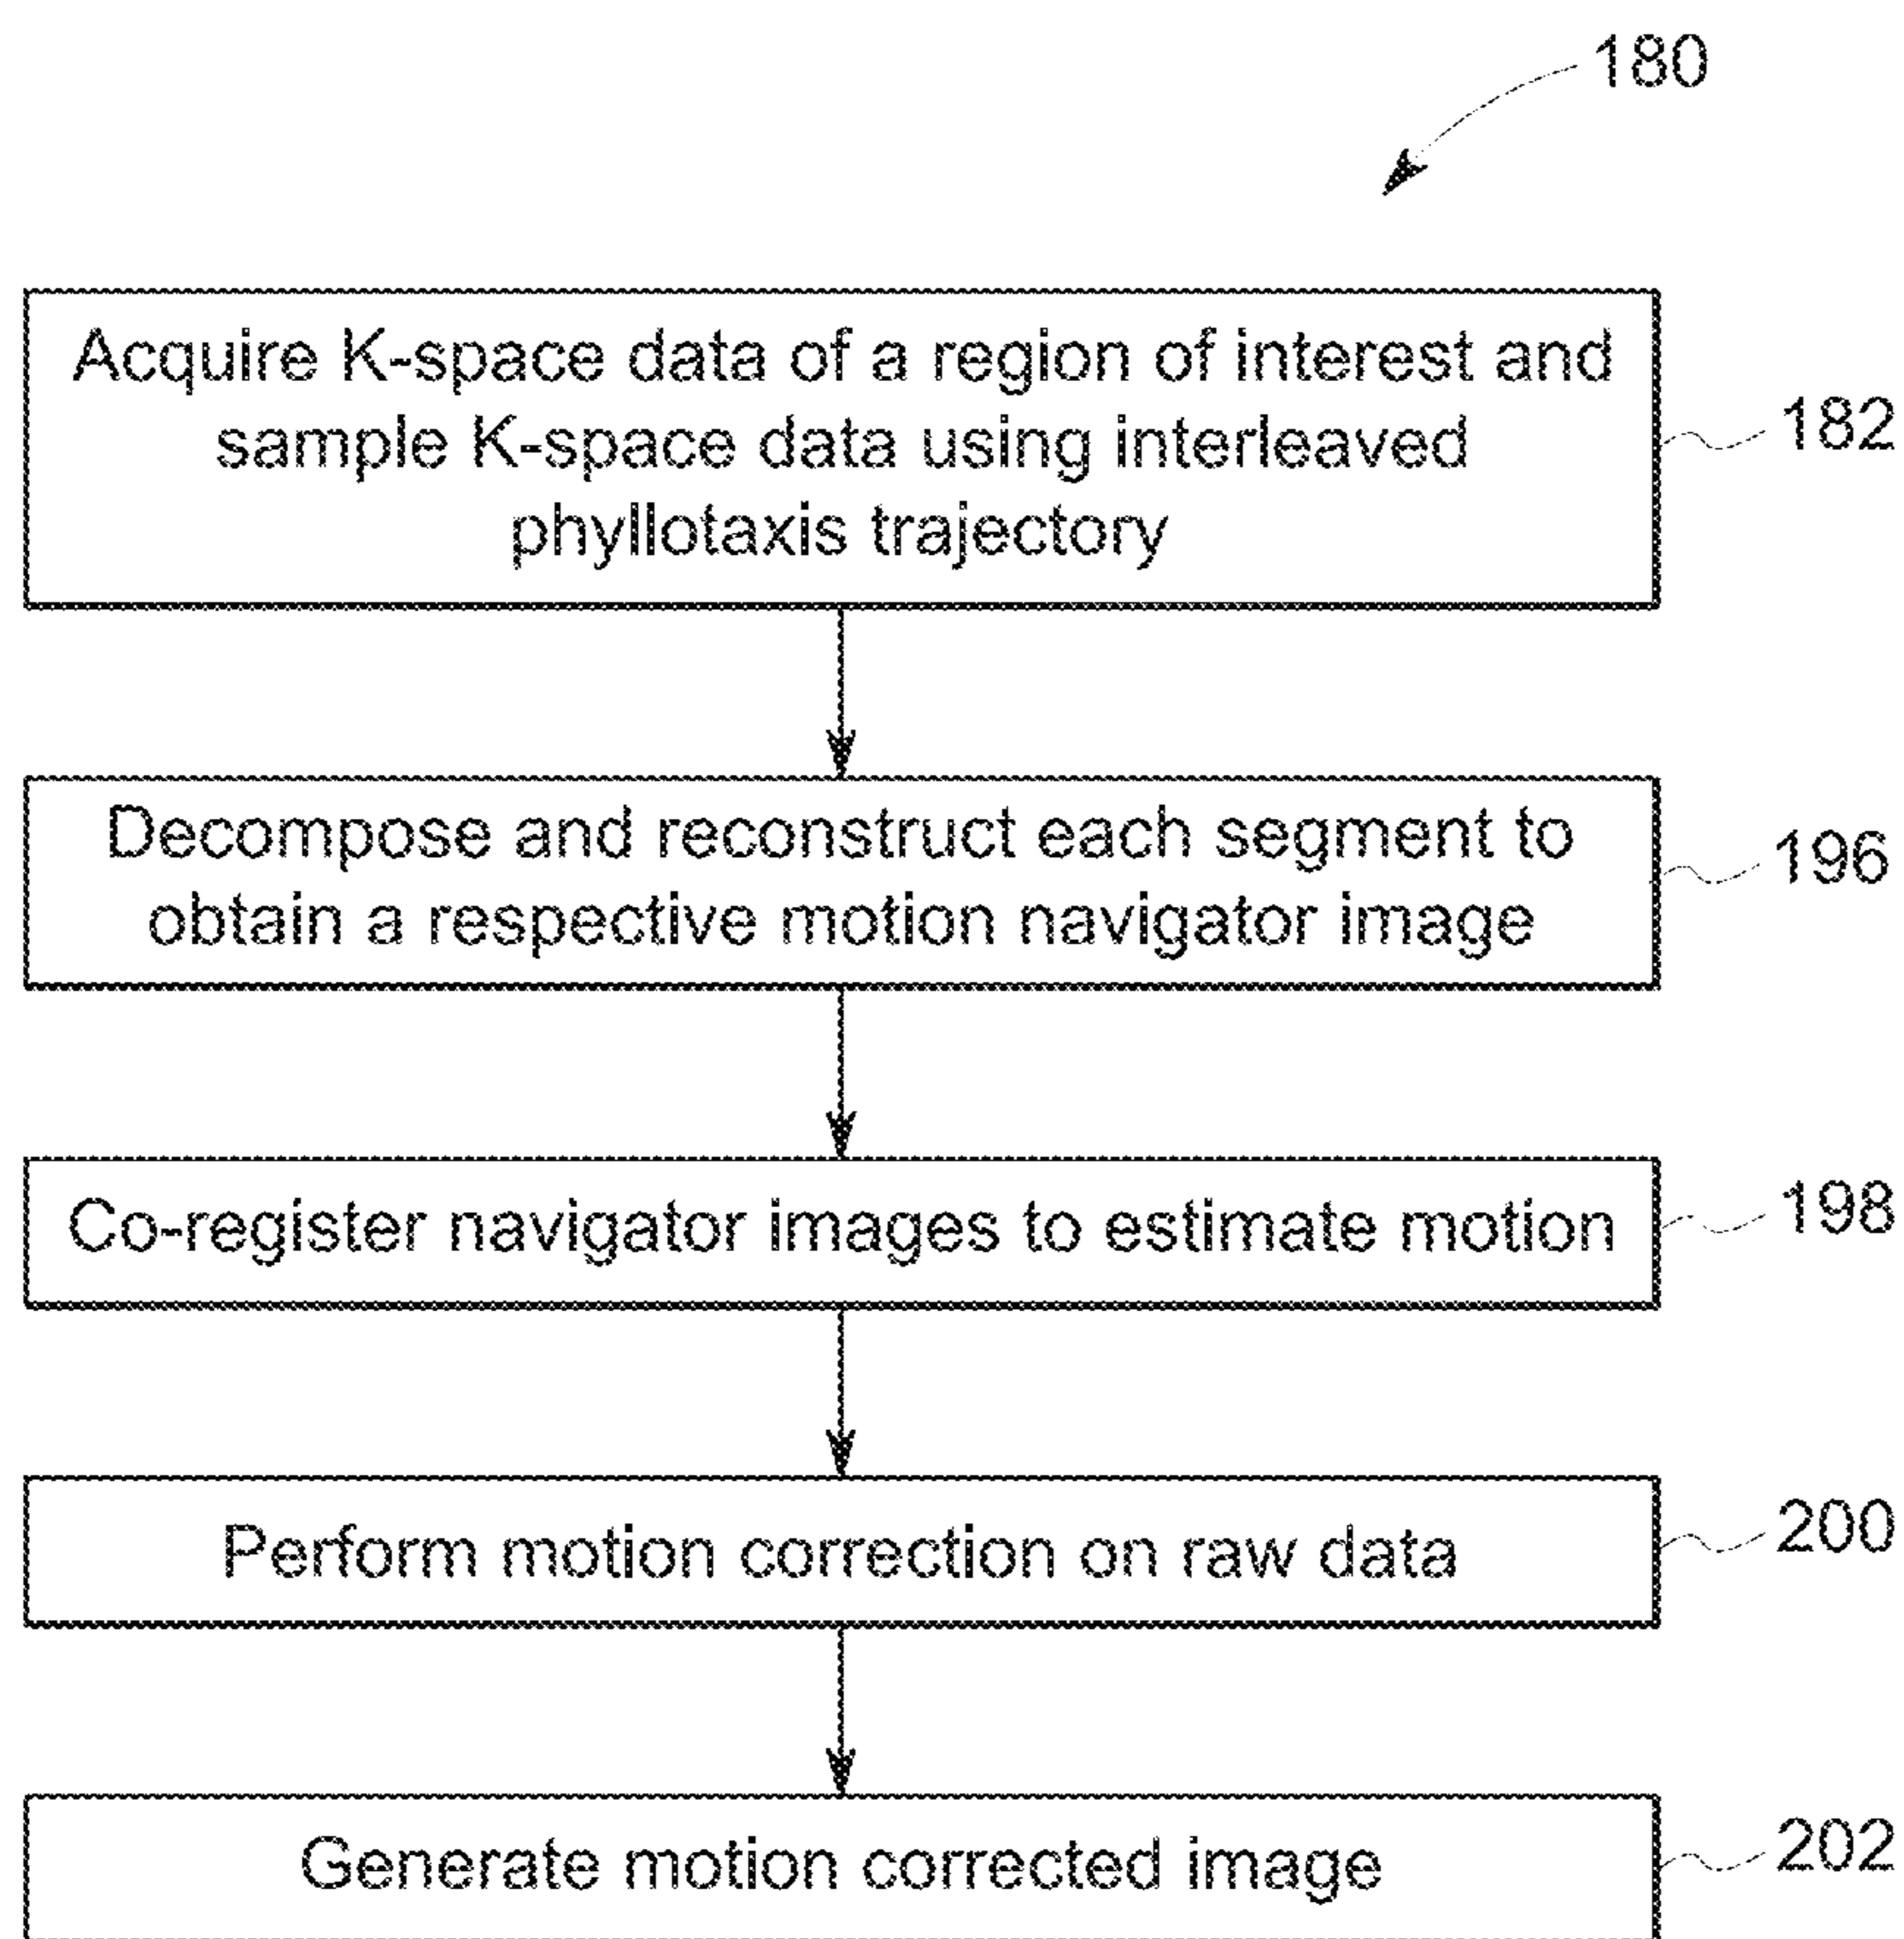 180
Acquire K-space data of a region of interest and
sample K-space data using interleaved
phyllotaxis trajectory
182
Decompose and reconstruct each segment to
obtain a respective motion navigator image
196
Co-register navigator images to estimate motion
198
Perform motion correction on raw data
200
Generate motion corrected image
202